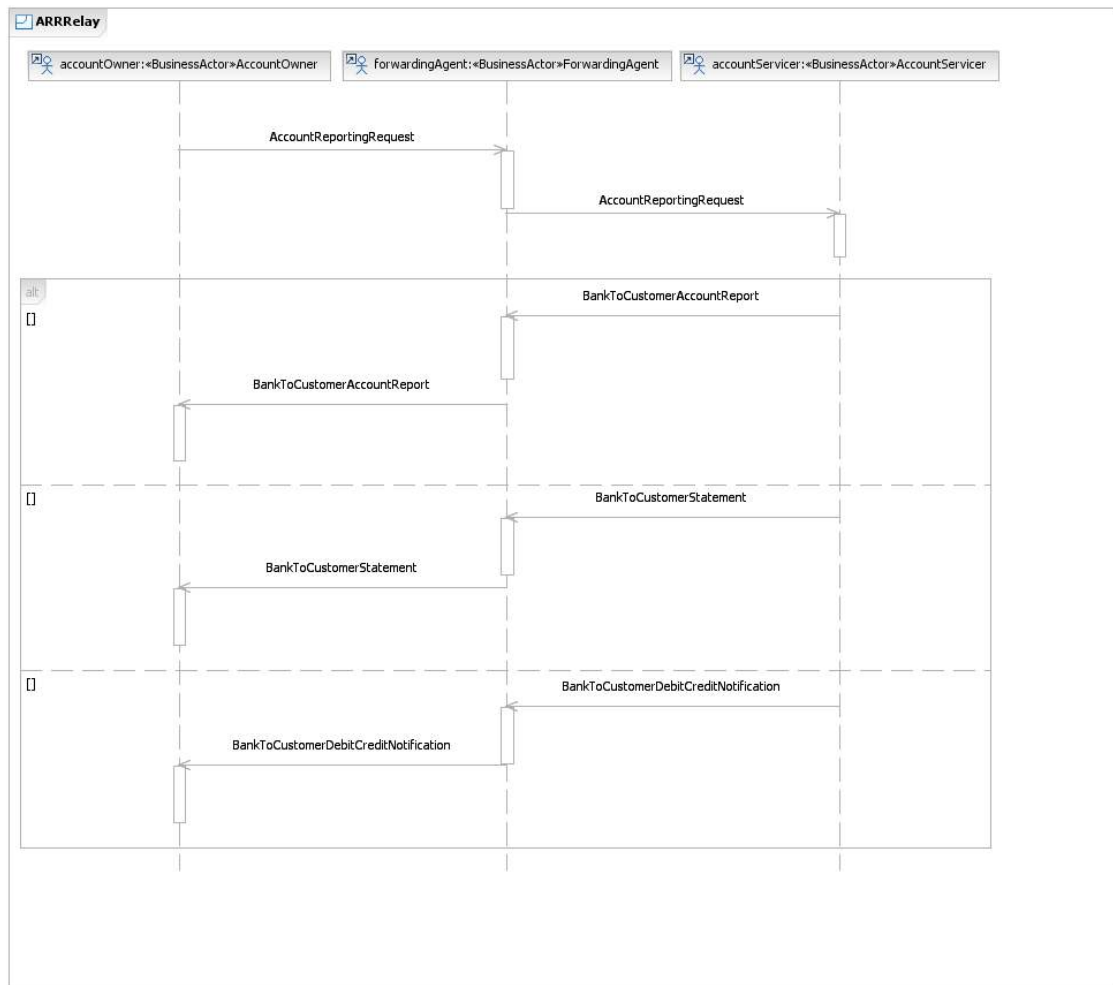 ARRRelay
accountOwner:«BusinessActor»AccountOwner
forwardingAgent:«BusinessActor»ForwardingAgent
accountServicer:«BusinessActor»AccountServicer
AccountReportingRequest
AccountReportingRequest
alt
BankToCustomerAccountReport
[]
BankToCustomerAccountReport
[]
BankToCustomerStatement
BankToCustomerStatement
[]
BankToCustomerDebitCreditNotification
BankToCustomerDebitCreditNotification